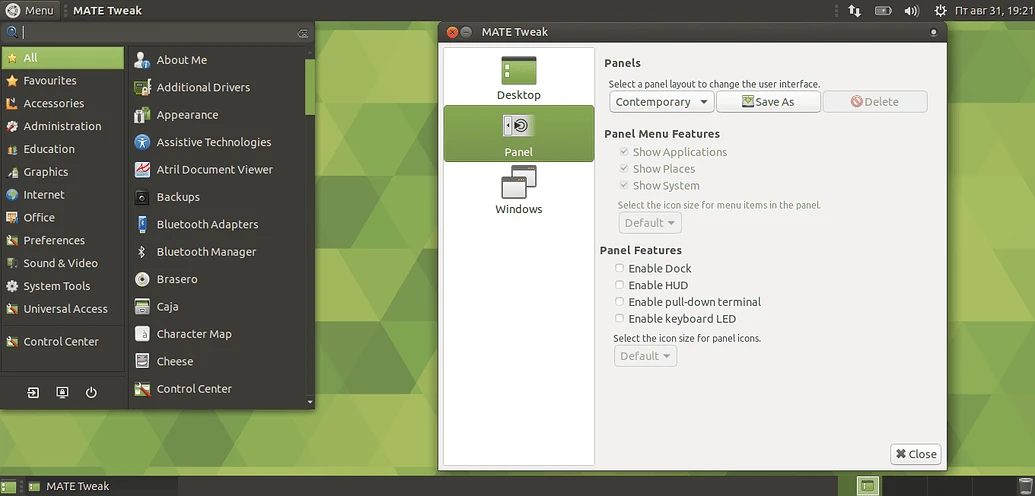 Menu MATE Tweak Пт авг 31, 19:21
All
Favourites
Accessories
Administration
Education
Graphics
Internet
Office
Preferences
Sound & Video
System Tools
Universal Access
Control Center
About Me
Additional Drivers
Appearance
Assistive Technologies
Atril Document Viewer
Backups
Bluetooth Adapters
Bluetooth Manager
Brasero
Caja
Character Map
Cheese
Control Center
MATE Tweak
Desktop
Panel
Windows
Panels
Select a panel layout to change the user interface.
Contemporary Save As Delete
Panel Menu Features
Show Applications
Show Places
Show System
Select the icon size for menu items in the panel.
Default
Panel Features
Enable Dock
Enable HUD
Enable pull-down terminal
Enable keyboard LED
Select the icon size for panel icons.
Default
Close
MATE Tweak